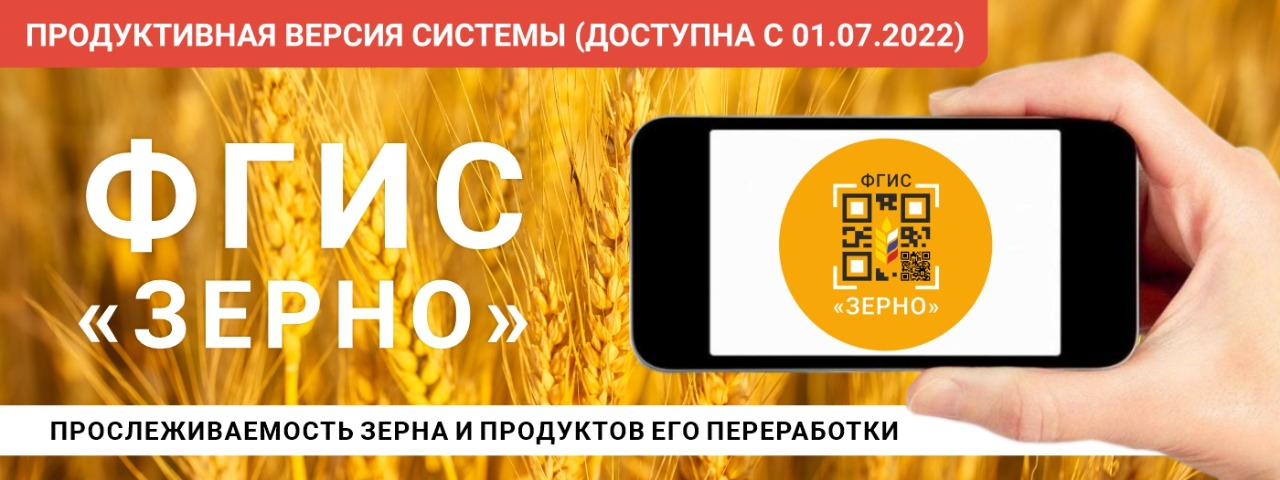 ПРОДУКТИВНАЯ ВЕРСИЯ СИСТЕМЫ (ДОСТУПНА С 01.07.2022)
ФГИС
«ЗЕРНО»
ФГИС
«ЗЕРНО»
ПРОСЛЕЖИВАЕМОСТЬ ЗЕРНА И ПРОДУКТОВ ЕГО ПЕРЕРАБОТКИ